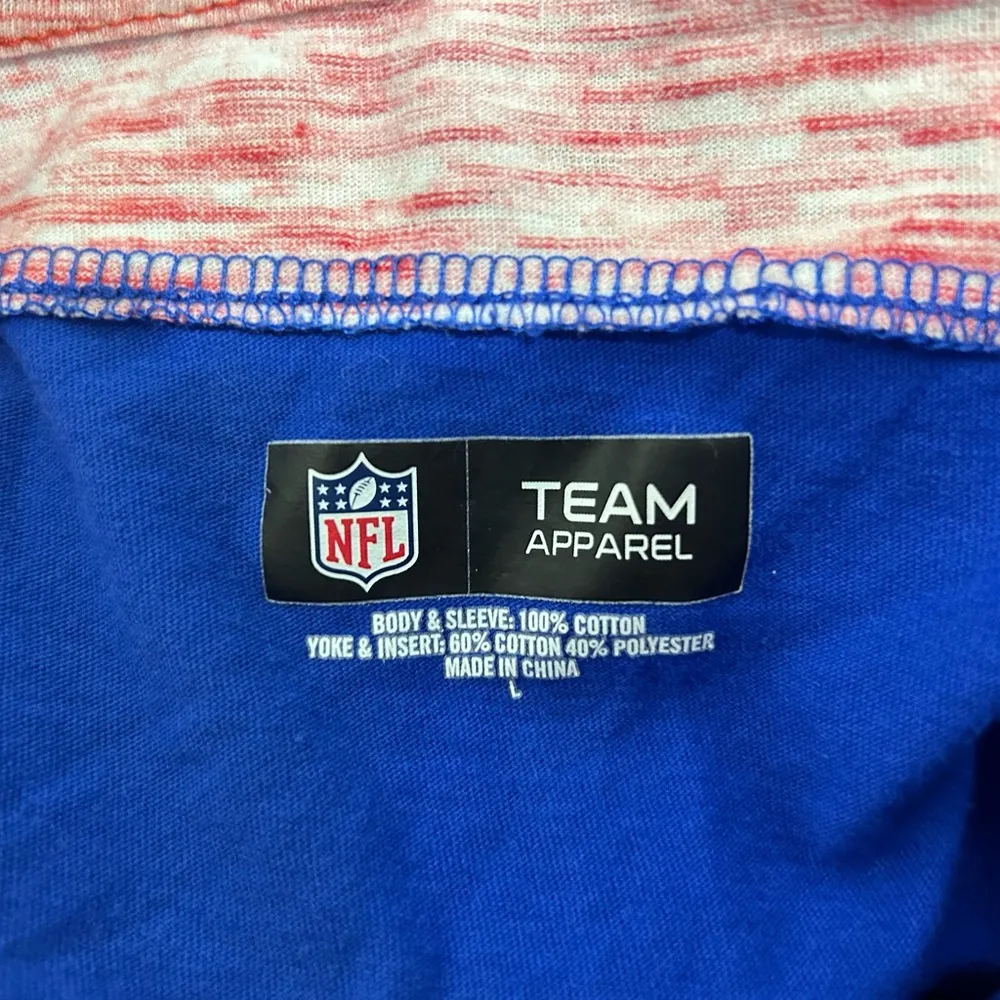 NFL
TEAM
APPAREL
BODY & SLEEVE: 100% COTTON
YOKE & INSERT: 60% COTTON 40% POLYESTER
MADE IN CHINA
L